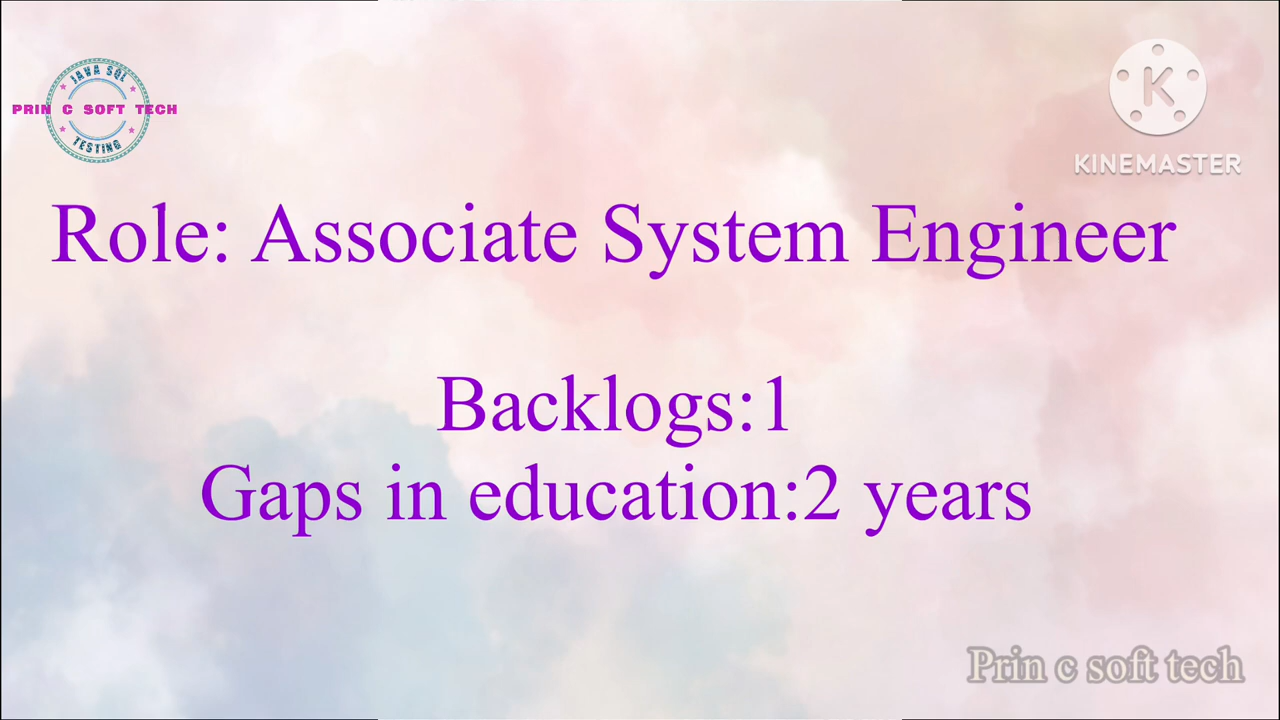 JAVA SQL
PRIN C SOFT TECH
TESTING
K
KINEMASTER
Role: Associate System Engineer
Backlogs:1
Gaps in education:2 years
Prin c soft tech